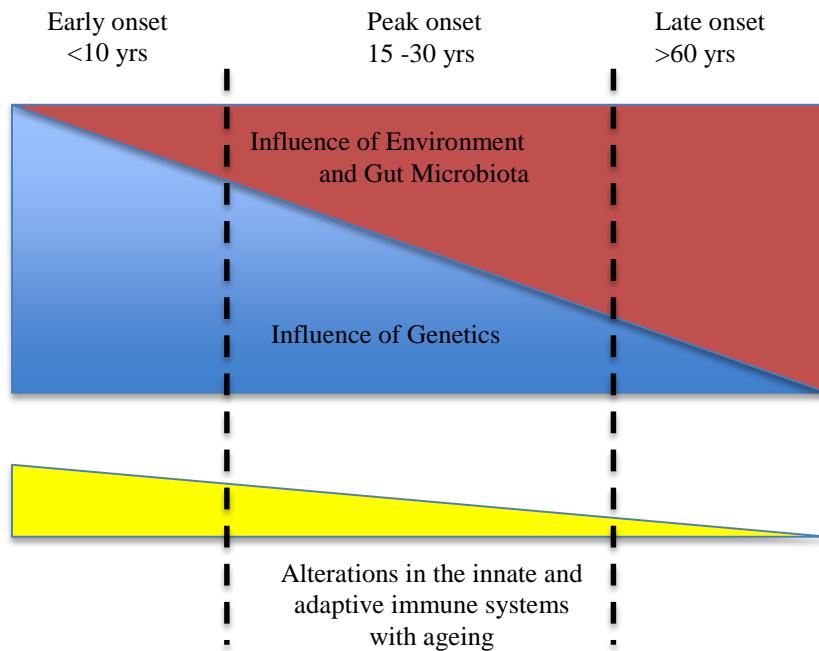 Early onset
<10 yrs
Peak onset
15 -30 yrs
Late onset
>60 yrs
Influence of Environment
and Gut Microbiota
Influence of Genetics
Alterations in the innate and
adaptive immune systems
with ageing